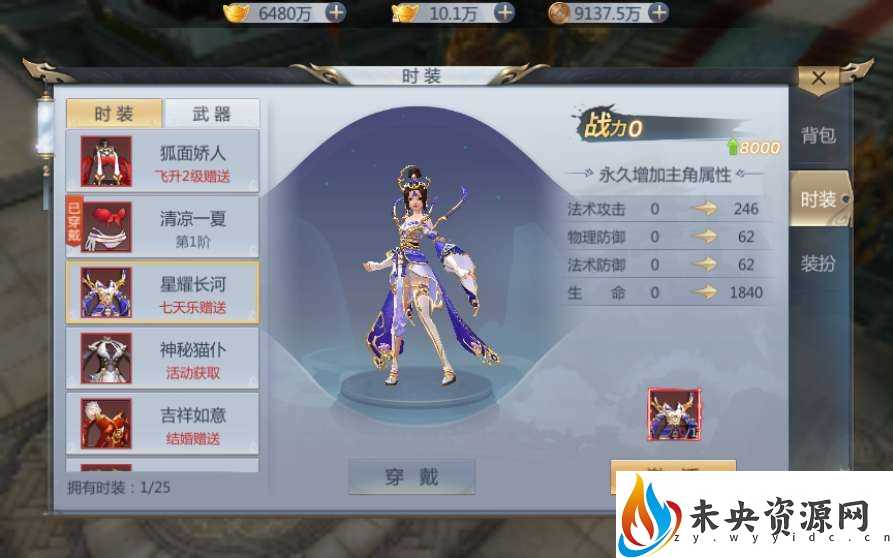 6480万
10.1万
9137.5万
时装
时装
武器
狐面娇人
飞升2级赠送
已穿戴
清凉一夏
第1阶
星耀长河
七天乐赠送
神秘猫仆
活动获取
吉祥如意
结婚赠送
拥有时装：1/25
穿戴
战力0
8000
永久增加主角属性
法术攻击 0 246
物理防御 0 62
法术防御 0 62
生命 0 1840
背包
时装
装扮
未央资源网
zy.wyyidc.cn